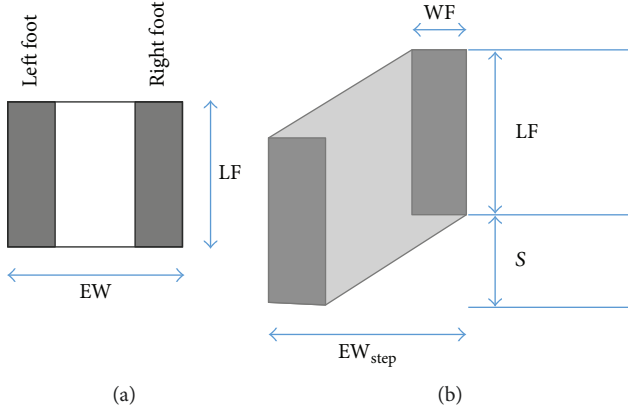 Left foot
Right foot
LF
EW
(a)
WF
LF
S
EWstep
(b)